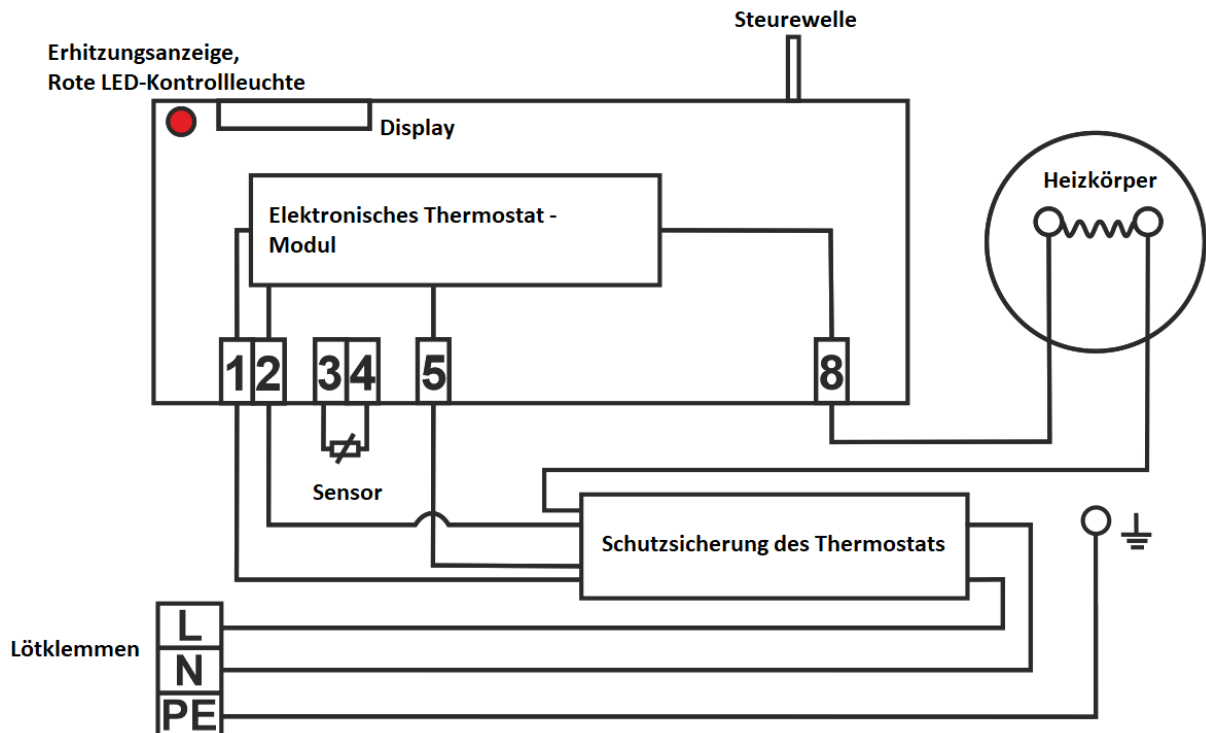 Steurewelle
Erhitzungsanzeige,
Rote LED-Kontrollleuchte
Display
Heizkörper
Elektronisches Thermostat -
Modul
1 2 3 4 5 8
Sensor
Schutzsicherung des Thermostats
L
Lötklemmen
N
PE